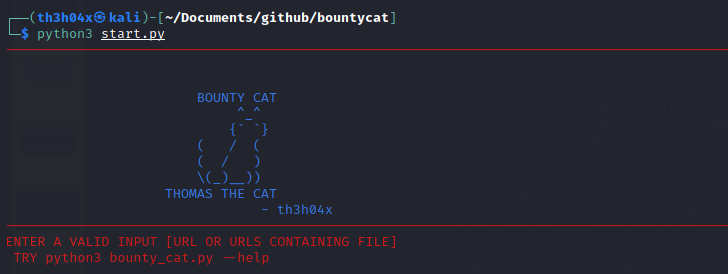 (th3h04x㉿kali)-[~/Documents/github/bountycat]
$ python3 start.py
BOUNTY CAT
^_^
{` `}
(   /  (
(  /   )
\(_)__))
THOMAS THE CAT
- th3h04x
ENTER A VALID INPUT [URL OR URLS CONTAINING FILE]
TRY python3 bounty_cat.py --help